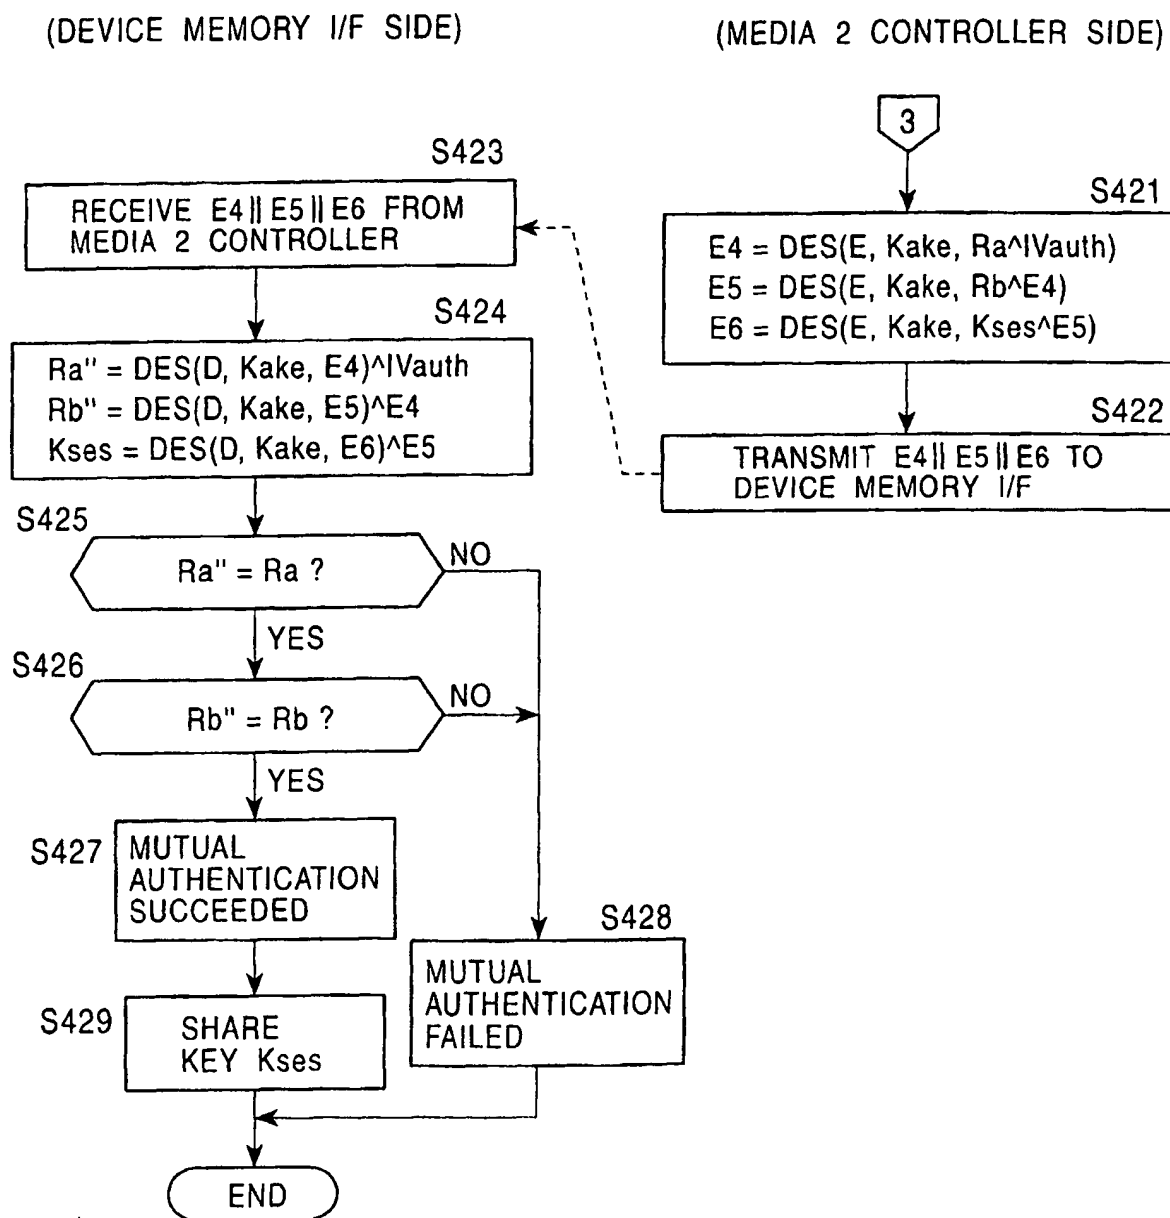 (DEVICE MEMORY I/F SIDE)
(MEDIA 2 CONTROLLER SIDE)
3
S421
E4 = DES(E, Kake, Ra^IVauth)
E5 = DES(E, Kake, Rb^E4)
E6 = DES(E, Kake, Kses^E5)
S422
TRANSMIT E4||E5||E6 TO
DEVICE MEMORY I/F
S423
RECEIVE E4||E5||E6 FROM
MEDIA 2 CONTROLLER
S424
Ra" = DES(D, Kake, E4)^IVauth
Rb" = DES(D, Kake, E5)^E4
Kses = DES(D, Kake, E6)^E5
S425
Ra" = Ra ?
NO
YES
S426
Rb" = Rb ?
NO
YES
S427
MUTUAL
AUTHENTICATION
SUCCEEDED
S428
MUTUAL
AUTHENTICATION
FAILED
S429
SHARE
KEY Kses
END